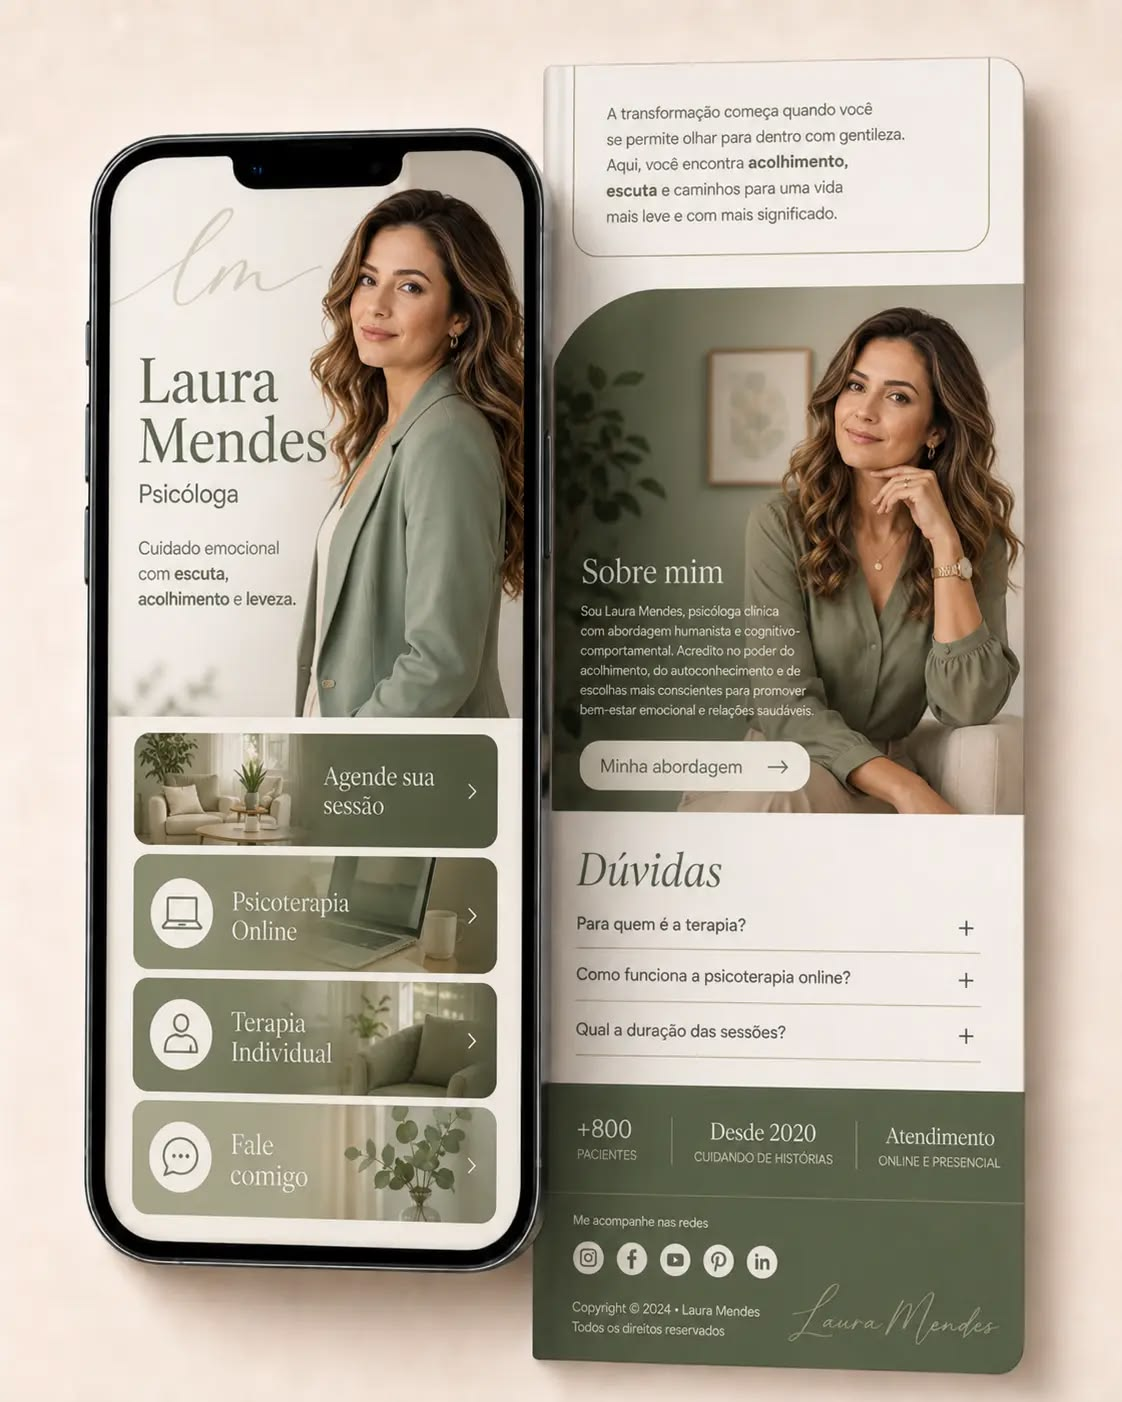 lm
Laura
Mendes
Psicóloga
Cuidado emocional
com escuta,
acolhimento e leveza.
Agende sua
sessão
Psicoterapia
Online
Terapia
Individual
Fale
comigo
A transformação começa quando você
se permite olhar para dentro com gentileza.
Aqui, você encontra acolhimento,
escuta e caminhos para uma vida
mais leve e com mais significado.
Sobre mim
Sou Laura Mendes, psicóloga clínica
com abordagem humanista e cognitivo-
comportamental. Acredito no poder do
acolhimento, do autoconhecimento e de
escolhas mais conscientes para promover
bem-estar emocional e relações saudáveis.
Minha abordagem
Dúvidas
Para quem é a terapia?
Como funciona a psicoterapia online?
Qual a duração das sessões?
+800
PACIENTES
Desde 2020
CUIDANDO DE HISTÓRIAS
Atendimento
ONLINE E PRESENCIAL
Me acompanhe nas redes
Copyright © 2024 • Laura Mendes
Todos os direitos reservados
Laura Mendes